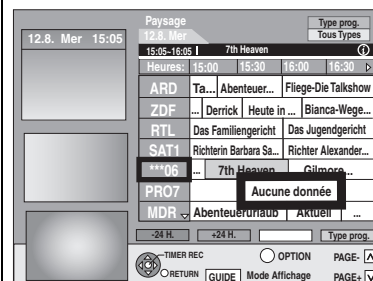 Paysage
Type prog.
12.8. Mer 15:05
12.8. Mer
Tous Types
15:05-16:05 7th Heaven
Heures: 15:00 15:30 16:00 16:30
ARD Ta... Abenteuer... Fliege-Die Talkshow
ZDF ... Derrick Heute in ... Bianca-Wege...
RTL Das Familiengericht Das Jugendgericht
SAT1 Richterin Barbara Sa... Richter Alexander...
***06 ... 7th Heaven Gilmore...
PRO7 Aucune donnée
MDR Abenteuerurlaub Aktuell ...
-24 H. +24 H. Type prog.
TIMER REC OPTION PAGE-
RETURN GUIDE Mode Affichage PAGE+